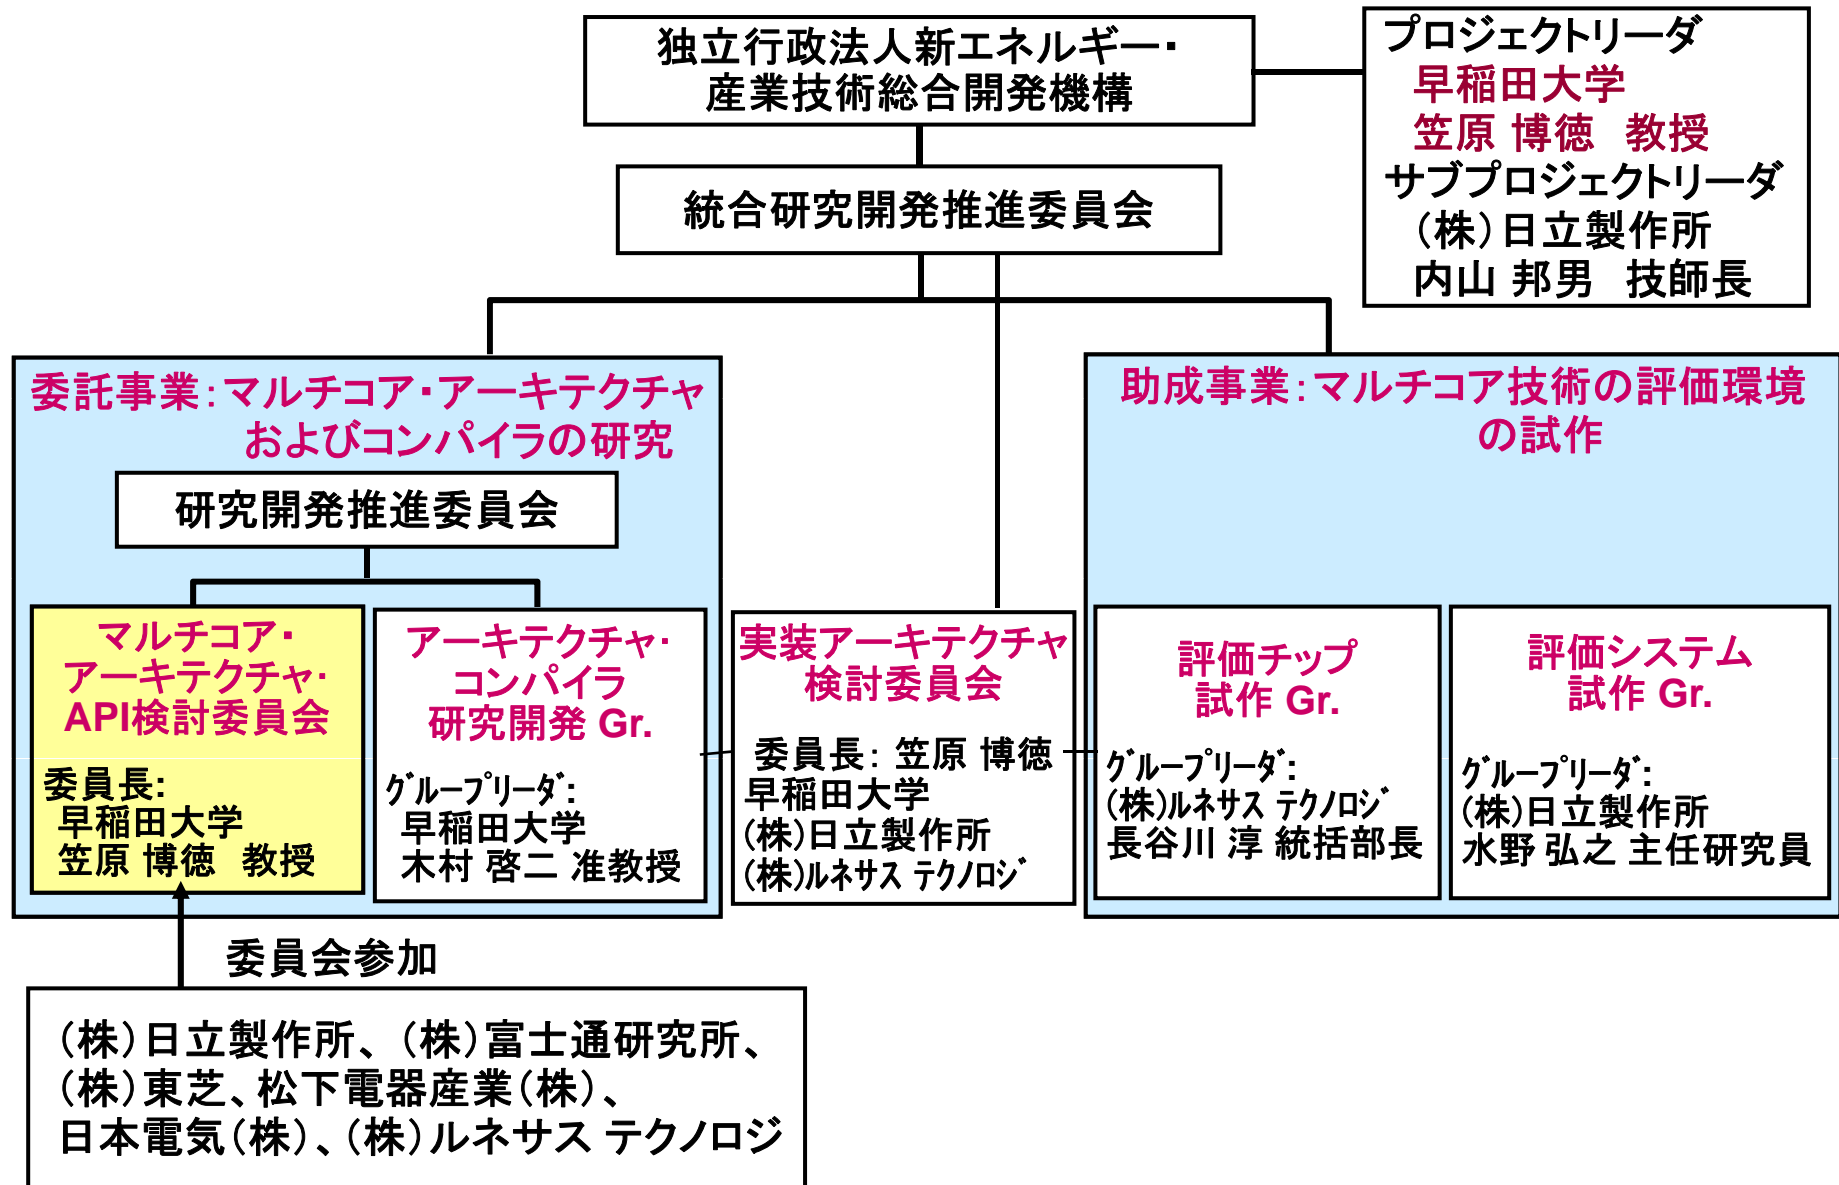 独立行政法人新エネルギー・
産業技術総合開発機構
プロジェクトリーダ
早稲田大学
笠原 博徳　教授
サブプロジェクトリーダ
（株）日立製作所
内山 邦男　技師長
統合研究開発推進委員会
委託事業：マルチコア・アーキテクチャ
およびコンパイラの研究
研究開発推進委員会
マルチコア・
アーキテクチャ・
API検討委員会
委員長：
早稲田大学
笠原 博徳　教授
アーキテクチャ・
コンパイラ
研究開発 Gr.
ｸﾞﾙｰﾌﾟﾘｰﾀﾞ：
早稲田大学
木村 啓二 准教授
実装アーキテクチャ
検討委員会
委員長： 笠原 博徳
早稲田大学
(株)日立製作所
(株)ﾙﾈｻｽ ﾃｸﾉﾛｼﾞ
助成事業：マルチコア技術の評価環境
の試作
評価チップ
試作 Gr.
ｸﾞﾙｰﾌﾟﾘｰﾀﾞ：
(株)ﾙﾈｻｽ ﾃｸﾉﾛｼﾞ
長谷川 淳 統括部長
評価システム
試作 Gr.
ｸﾞﾙｰﾌﾟﾘｰﾀﾞ：
(株)日立製作所
水野 弘之 主任研究員
委員会参加
（株）日立製作所、（株）富士通研究所、
（株）東芝、松下電器産業（株）、
日本電気（株）、（株）ルネサス テクノロジ